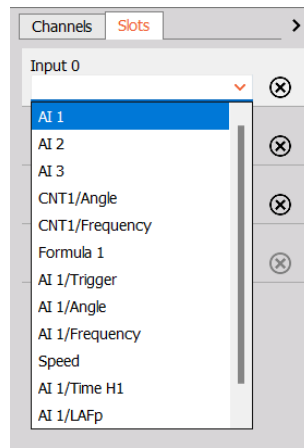 Channels Slots
Input 0
AI 1
AI 2
AI 3
CNT1/Angle
CNT1/Frequency
Formula 1
AI 1/Trigger
AI 1/Angle
AI 1/Frequency
Speed
AI 1/Time H1
AI 1/LAFp